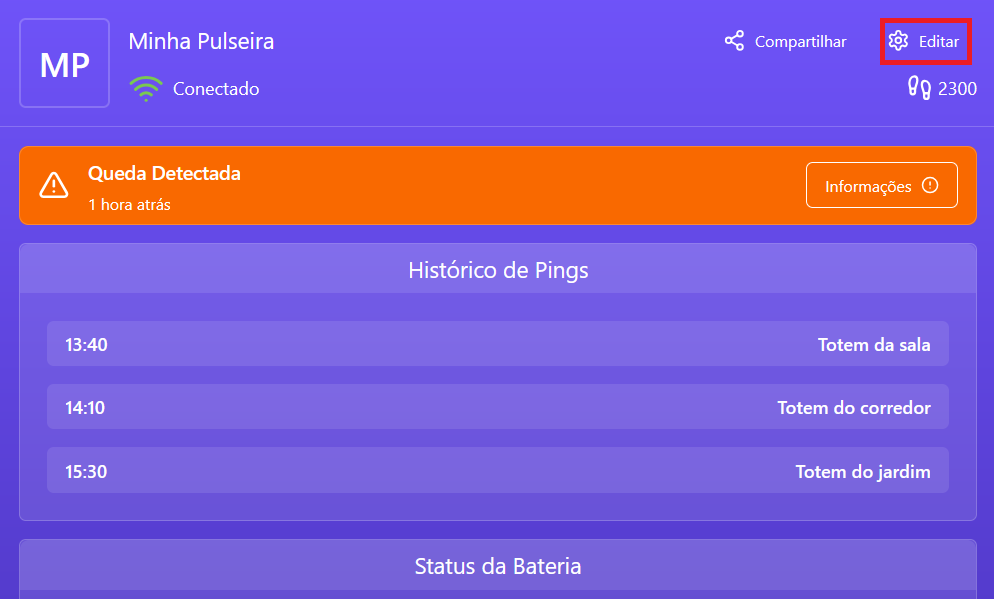 MP
Minha Pulseira
Conectado
Compartilhar
Editar
2300
Queda Detectada
1 hora atrás
Informações
Histórico de Pings
13:40 Totem da sala
14:10 Totem do corredor
15:30 Totem do jardim
Status da Bateria